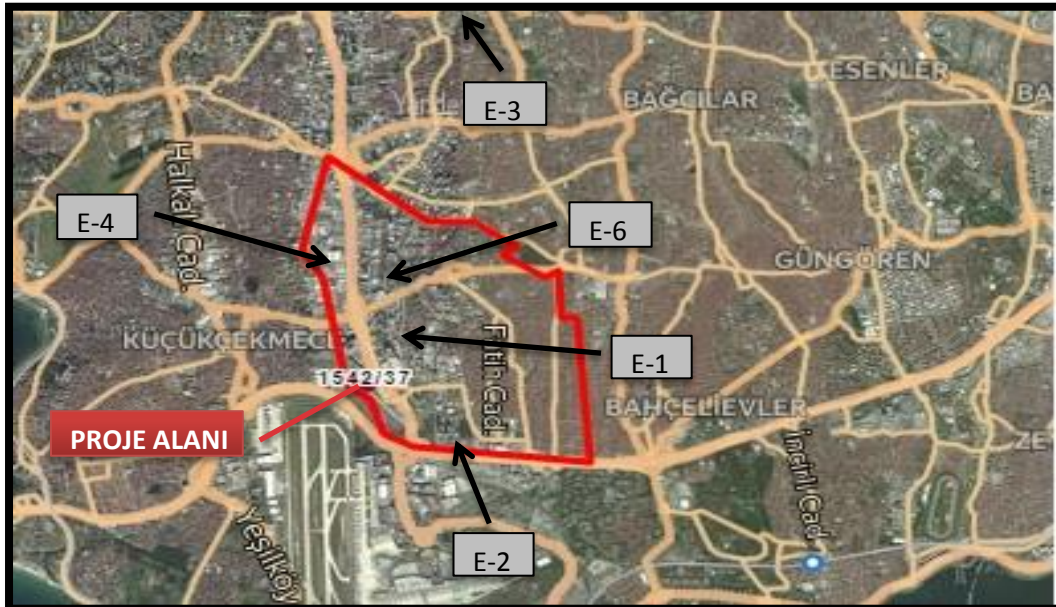 ESENLER
E-3
BAĞCILAR
Halkalı Cad.
E-4
E-6
GÜNGÖREN
KÜÇÜKÇEKMECE
Fatih Cad.
E-1
1542/37
BAHÇELİEVLER
PROJE ALANI
İncirli Cad
ZE
Yeşilköy
E-2